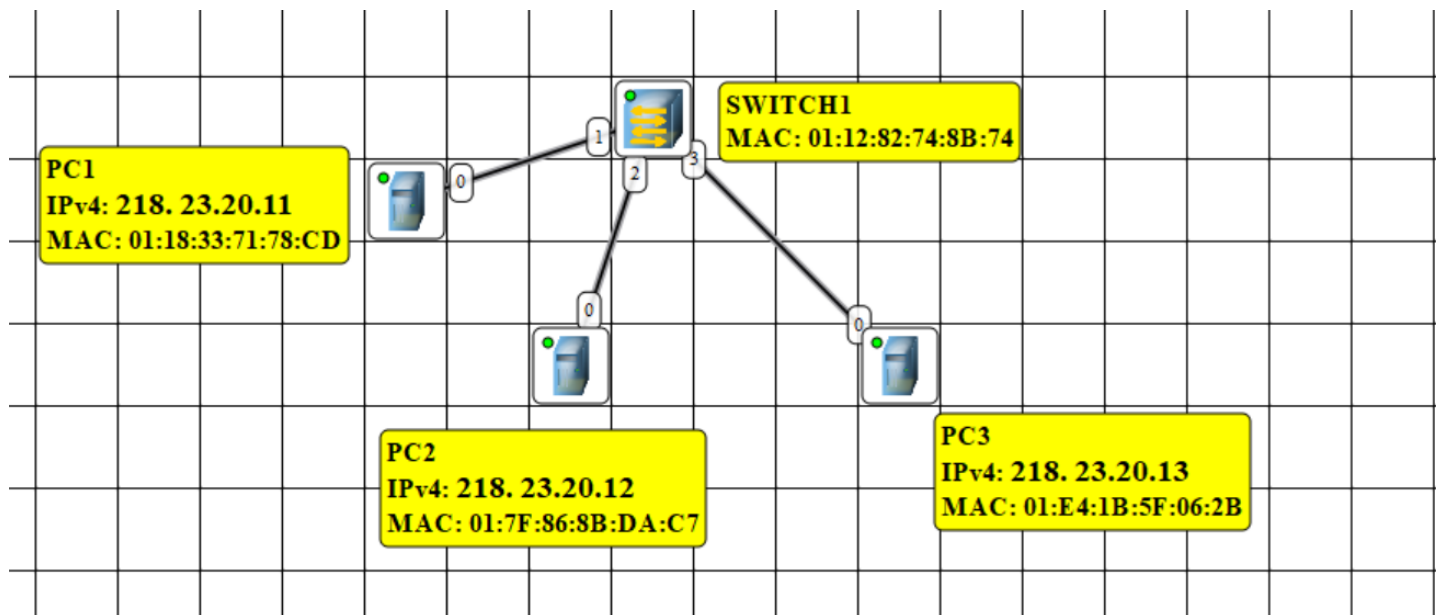 SWITCH1
MAC: 01:12:82:74:8B:74
1
3
2
PC1
IPv4: 218. 23.20.11
MAC: 01:18:33:71:78:CD
0
0
0
PC2
IPv4: 218. 23.20.12
MAC: 01:7F:86:8B:DA:C7
PC3
IPv4: 218. 23.20.13
MAC: 01:E4:1B:5F:06:2B